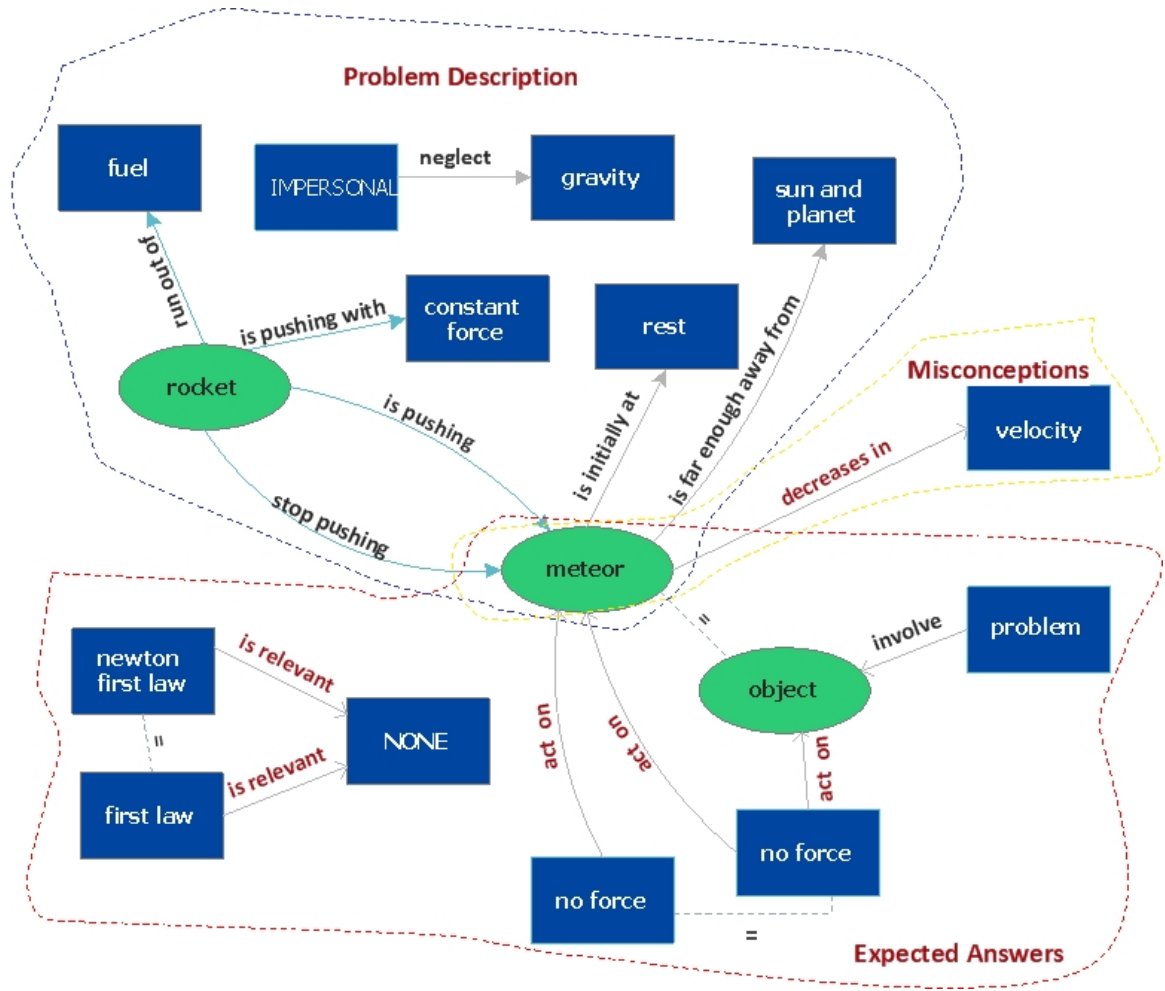 Problem Description
fuel
IMPERSONAL
neglect
gravity
sun and
planet
run out of
is pushing with
constant
force
rest
is far enough away from
rocket
is pushing
is initially at
Misconceptions
velocity
decreases in
stop pushing
meteor
=
involve
problem
object
newton
first law
is relevant
=
NONE
is relevant
first law
act on
act on
act on
no force
no force
=
Expected Answers